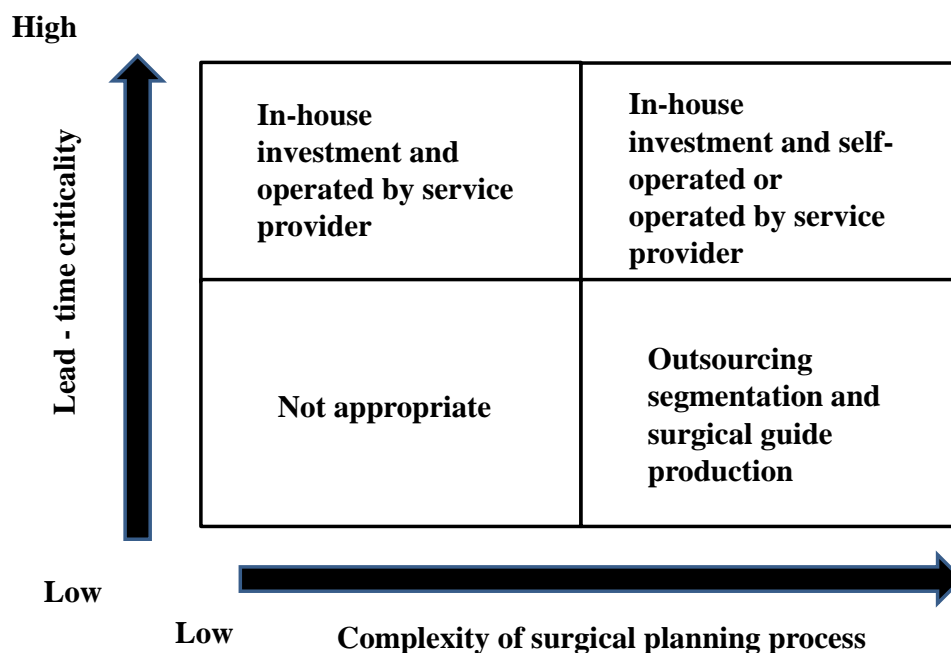 High
Lead - time criticality
In-house
investment and
operated by service
provider
In-house
investment and self-
operated or
operated by service
provider
Not appropriate
Outsourcing
segmentation and
surgical guide
production
Low
Low
Complexity of surgical planning process